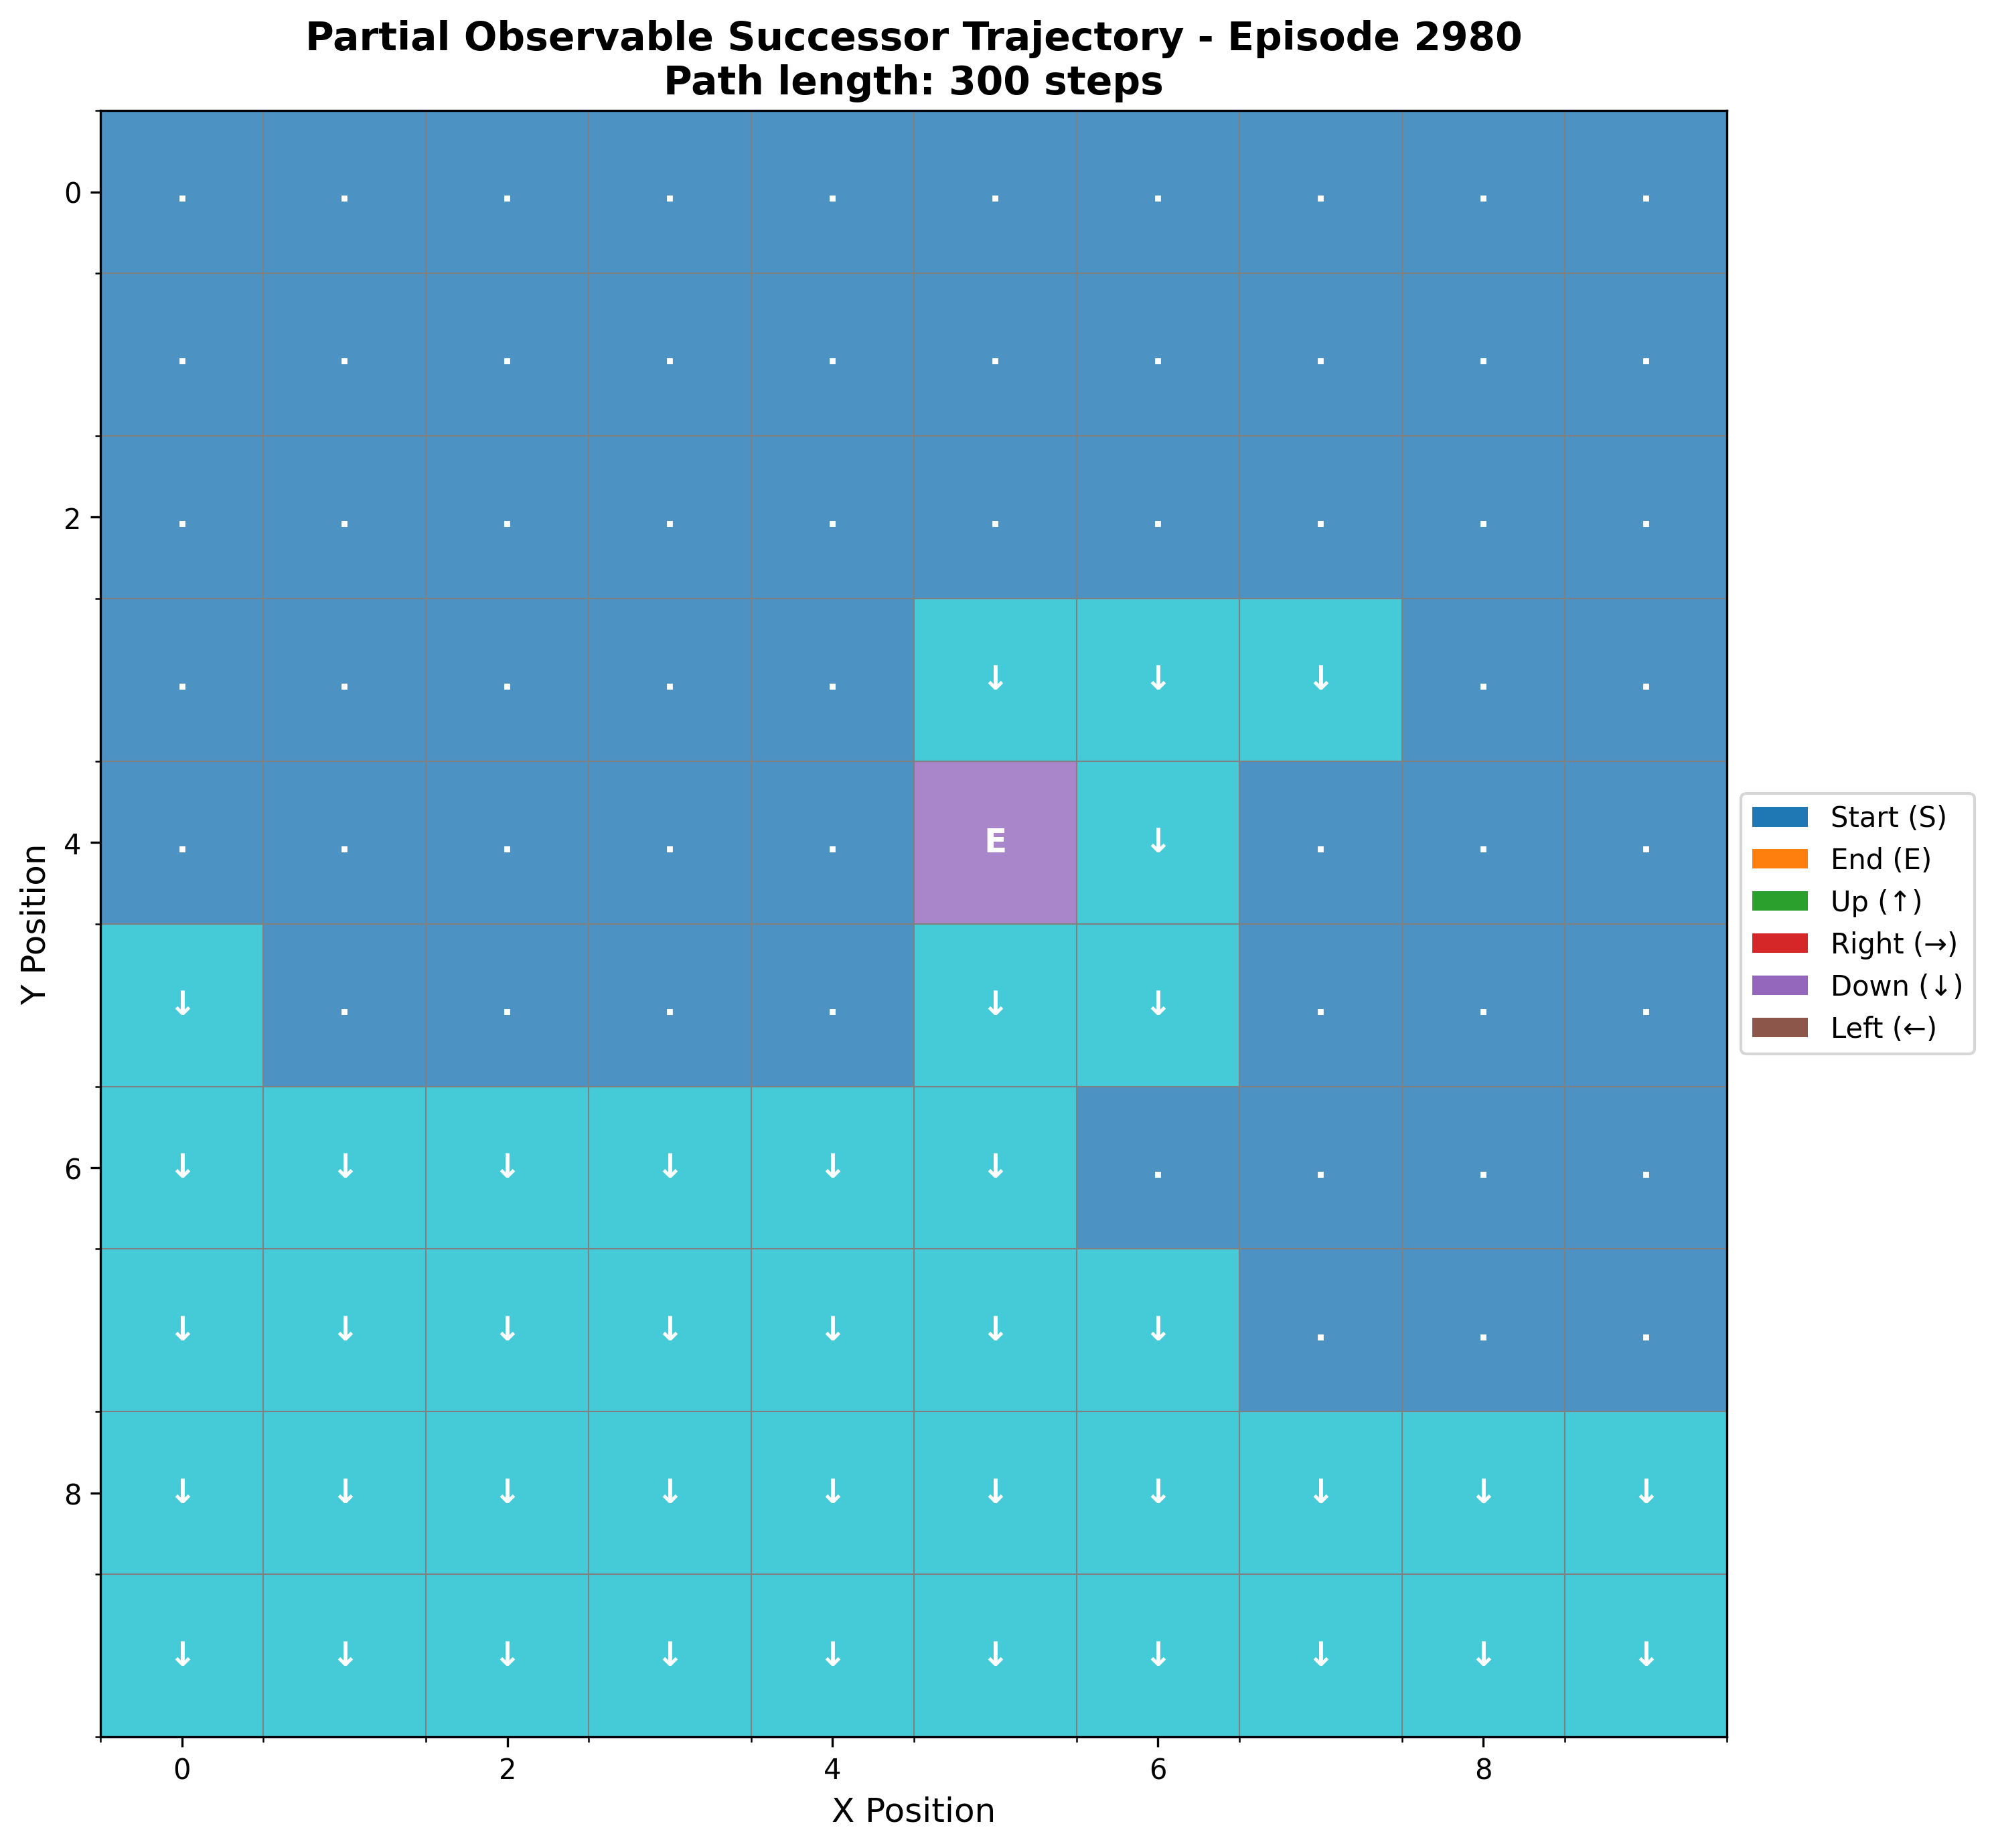 Partial Observable Successor Trajectory - Episode 2980
Path length: 300 steps
0 . . . . . . . . . .
. . . . . . . . . .
2 . . . . . . . . . .
. . . . . ↓ ↓ ↓ . .
4 . . . . . E ↓ . . .
↓ . . . . ↓ ↓ . . .
6 ↓ ↓ ↓ ↓ ↓ ↓ . . . .
↓ ↓ ↓ ↓ ↓ ↓ ↓ . . .
8 ↓ ↓ ↓ ↓ ↓ ↓ ↓ ↓ ↓ ↓
↓ ↓ ↓ ↓ ↓ ↓ ↓ ↓ ↓ ↓
0 2 4 6 8
X Position
Y Position
Start (S)
End (E)
Up (↑)
Right (→)
Down (↓)
Left (←)